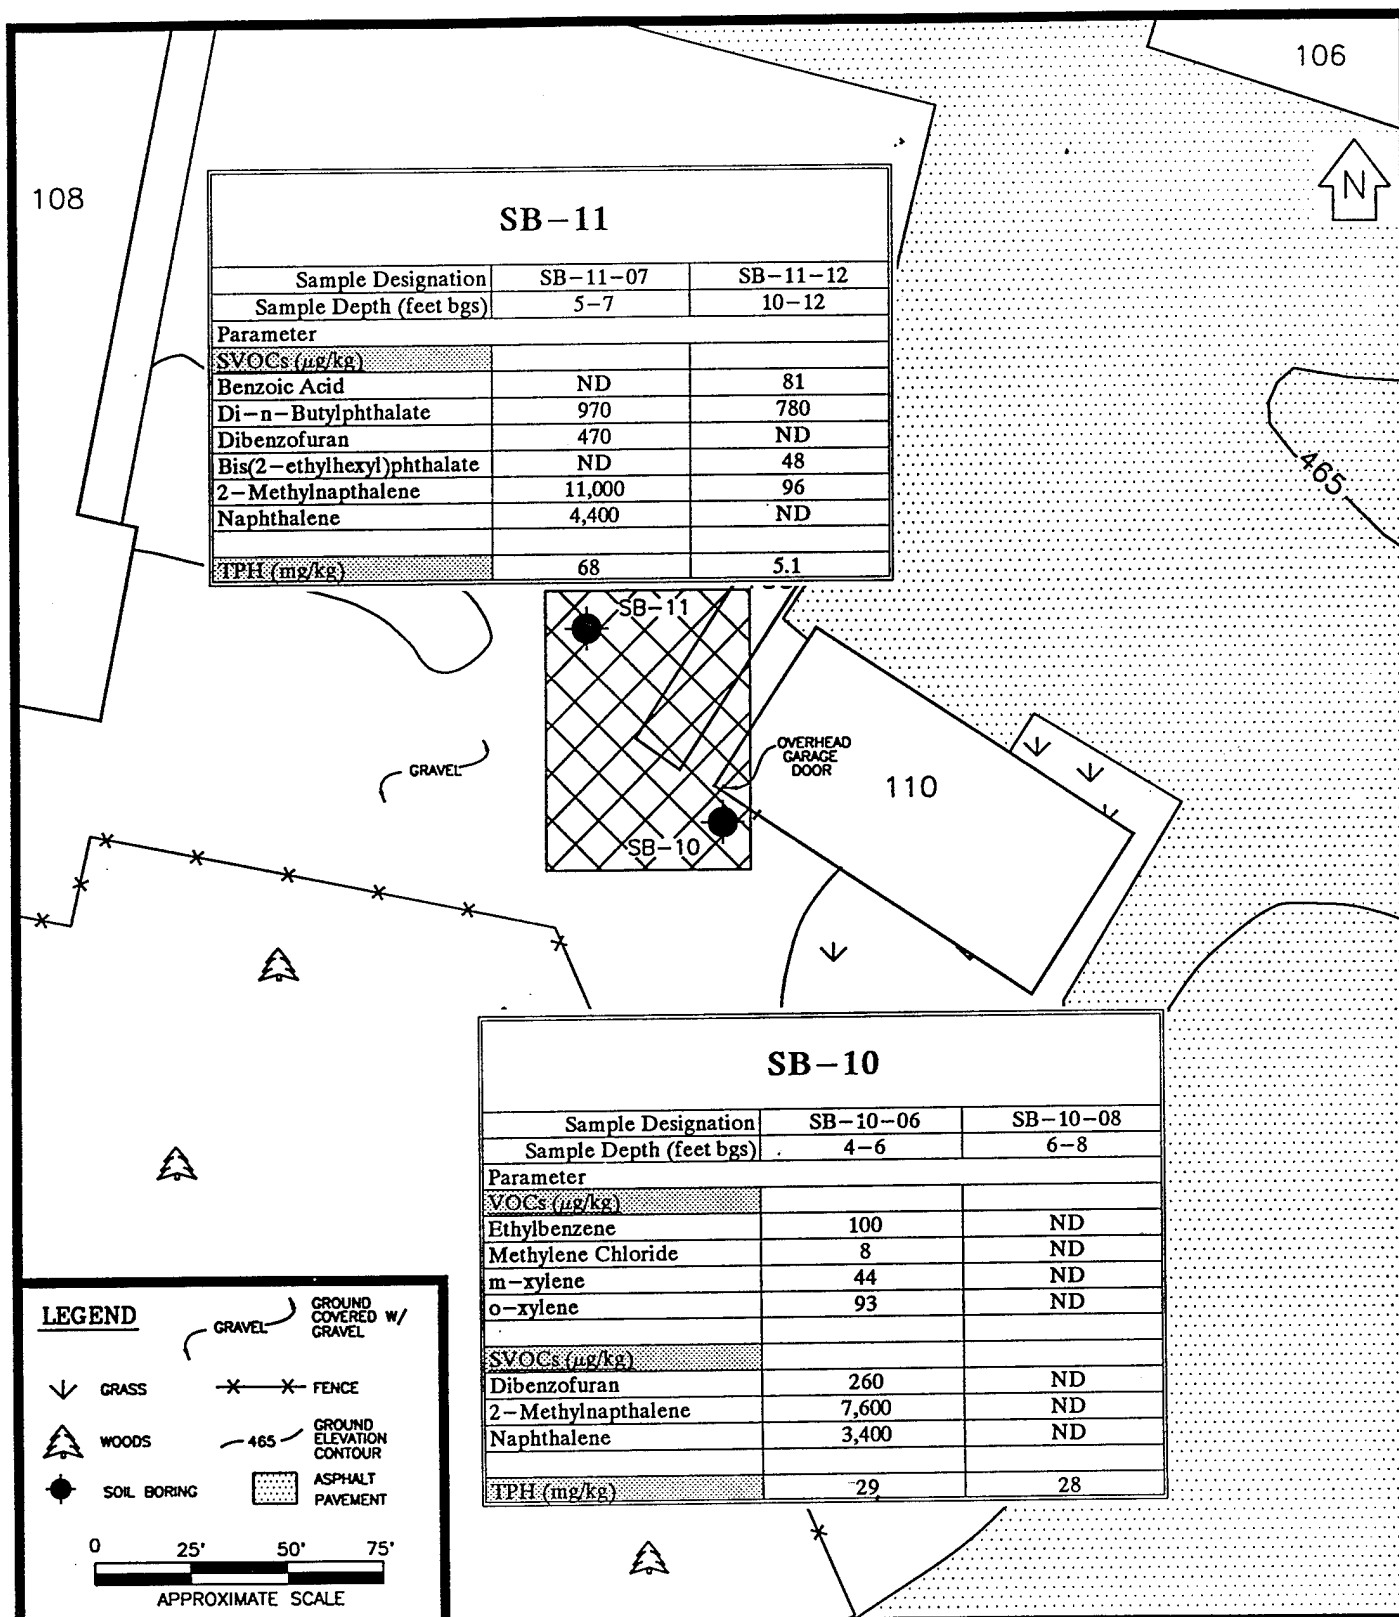 106
N
108
SB-11
Sample Designation SB-11-07 SB-11-12
Sample Depth (feet bgs) 5-7 10-12
Parameter
SVOCs (μg/kg)
Benzoic Acid ND 81
Di-n-Butylphthalate 970 780
Dibenzofuran 470 ND
Bis(2-ethylhexyl)phthalate ND 48
2-Methylnapthalene 11,000 96
Naphthalene 4,400 ND
TPH (mg/kg) 68 5.1
465
SB-11
GRAVEL
OVERHEAD
GARAGE
DOOR
110
SB-10
SB-10
Sample Designation SB-10-06 SB-10-08
Sample Depth (feet bgs) 4-6 6-8
Parameter
VOCs (μg/kg)
Ethylbenzene 100 ND
Methylene Chloride 8 ND
m-xylene 44 ND
o-xylene 93 ND
SVOCs (μg/kg)
Dibenzofuran 260 ND
2-Methylnapthalene 7,600 ND
Naphthalene 3,400 ND
TPH (mg/kg) 29 28
LEGEND
GRAVEL
GROUND
COVERED W/
GRAVEL
GRASS
FENCE
WOODS
465
GROUND
ELEVATION
CONTOUR
SOIL BORING
ASPHALT
PAVEMENT
0 25' 50' 75'
APPROXIMATE SCALE